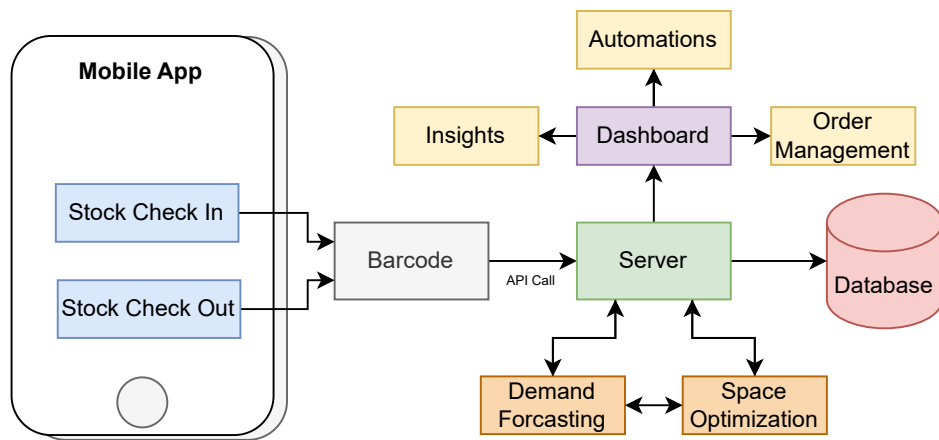 Mobile App
Stock Check In
Stock Check Out
Barcode
API Call
Automations
Insights
Dashboard
Order
Management
Server
Database
Demand
Forcasting
Space
Optimization